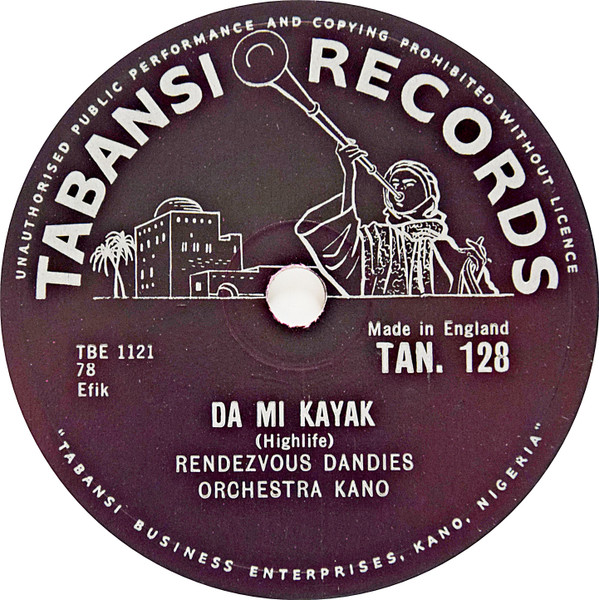 UNAUTHORISED PUBLIC PERFORMANCE AND COPYING PROHIBITED WITHOUT LICENCE
TABANSI RECORDS
Made in England
TAN. 128
TBE 1121
78
Efik
DA MI KAYAK
(Highlife)
RENDEZVOUS DANDIES
ORCHESTRA KANO
"TABANSI BUSINESS ENTERPRISES, KANO, NIGERIA"